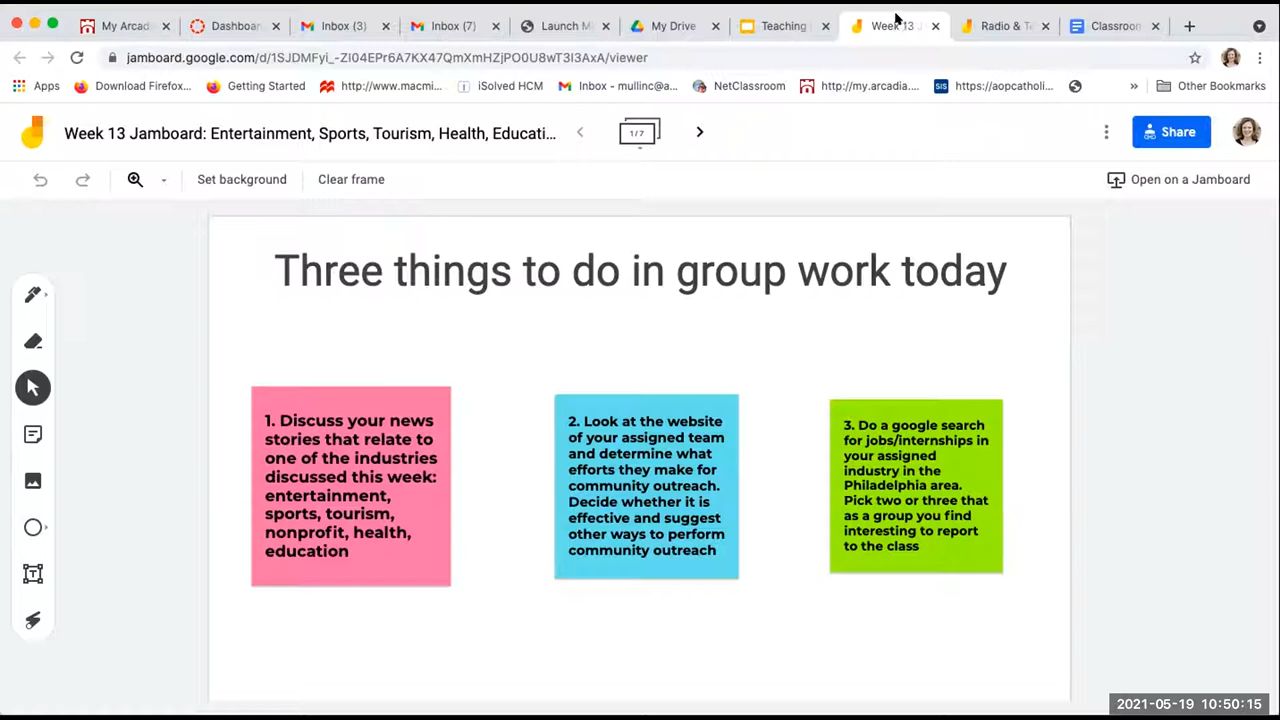 My Arcad
Dashboar
Inbox (3)
Inbox (7)
Launch M
My Drive
Teaching
Week 13 J
Radio & Te
Classroon
jamboard.google.com/d/1SJDMFyi_-ZI04EPr6A7KX47QmXmHZjPO0U8wT3I3AxA/viewer
Apps
Download Firefox...
Getting Started
http://www.macmi...
iSolved HCM
Inbox - mullinc@a...
NetClassroom
http://my.arcadia....
SIS
https://aopcatholi...
»
Other Bookmarks
Week 13 Jamboard: Entertainment, Sports, Tourism, Health, Educati...
1/7
Share
Set background
Clear frame
Open on a Jamboard
Three things to do in group work today
1. Discuss your news
stories that relate to
one of the industries
discussed this week:
entertainment,
sports, tourism,
nonprofit, health,
education
2. Look at the website
of your assigned team
and determine what
efforts they make for
community outreach.
Decide whether it is
effective and suggest
other ways to perform
community outreach
3. Do a google search
for jobs/internships in
your assigned
industry in the
Philadelphia area.
Pick two or three that
as a group you find
interesting to report
to the class
2021-05-19 10:50:15